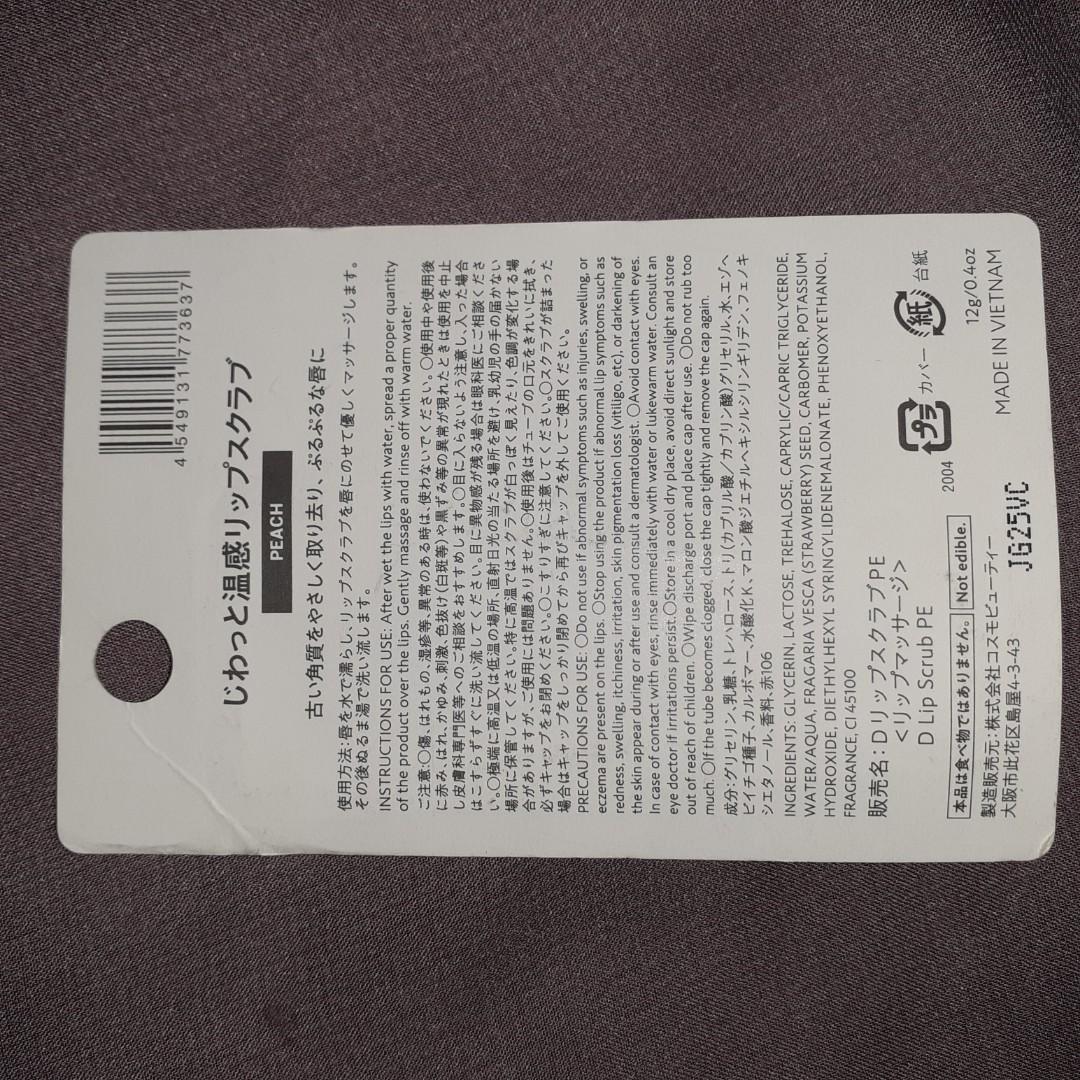 4 549131 773637
じわっと温感リップスクラブ
PEACH
古い角質をやさしく取り去り、ぷるぷるな唇に
使用方法:唇を水で濡らし、リップスクラブを唇にのせて優しくマッサージします。
その後ぬるま湯で洗い流します。
INSTRUCTIONS FOR USE: After wet the lips with water, spread a proper quantity
of the product over the lips. Gently massage and rinse off with warm water.
ご注意:○傷、はれもの、湿疹等、異常のある時は、使わないでください。○使用中や使用後
に赤み、はれ、かゆみ、刺激、色抜け(白斑等)や黒ずみ等の異常が現れたときは使用を中止
し皮膚科専門医等へのご相談をおすすめします。○目に入らないよう注意し、入った場合
はこすらずすぐに洗い流してください。目に異物感が残る場合は眼科医にご相談くださ
い。○極端に高温又は低温の場所、直射日光の当たる場所を避け、乳幼児の手の届かない
場所に保管してください。特に高温ではスクラブが白っぽく見えたり、色調が変化する場
合がありますが、ご使用には問題ありません。○使用後はチューブの口元をきれいに拭き、
必ずキャップをお閉めください。○こすりすぎに注意してください。○スクラブが詰まった
場合はキャップをしっかり閉めてから再びキャップを外してご使用ください。
PRECAUTIONS FOR USE: ○Do not use if abnormal symptoms such as injuries, swelling, or
eczema are present on the lips. ○Stop using the product if abnormal lip symptoms such as
redness, swelling, itchiness, irritation, skin pigmentation loss (vitiligo, etc), or darkening of
the skin appear during or after use and consult a dermatologist. ○Avoid contact with eyes.
In case of contact with eyes, rinse immediately with water or lukewarm water. Consult an
eye doctor if irritations persist.○Store in a cool dry place, avoid direct sunlight and store
out of reach of children. ○Wipe discharge port and place cap after use. ○Do not rub too
much.○If the tube becomes clogged, close the cap tightly and remove the cap again.
成分:グリセリン、乳糖、トレハロース、トリ(カプリル酸/カプリン酸)グリセリル、水、エゾヘ
ビイチゴ種子、カルボマー、水酸化K、マロン酸ジエチルヘキシルシリンギリデン、フェノキ
シエタノール、香料、赤106
INGREDIENTS: GLYCERIN, LACTOSE, TREHALOSE, CAPRYLIC/CAPRIC TRIGLYCERIDE,
WATER/AQUA, FRAGARIA VESCA (STRAWBERRY) SEED, CARBOMER, POTASSIUM
HYDROXIDE, DIETHYLHEXYL SYRINGYLIDENEMALONATE, PHENOXYETHANOL,
FRAGRANCE, CI 45100
販売名:DリップスクラブPE
<リップマッサージ>
D Lip Scrub PE
プラ カバー 紙 台紙
2004
12g/0.4oz
本品は食べ物ではありません。 Not edible.
製造販売元:株式会社コスモビューティー
大阪市此花区島屋4-3-43
MADE IN VIETNAM
JG25VC